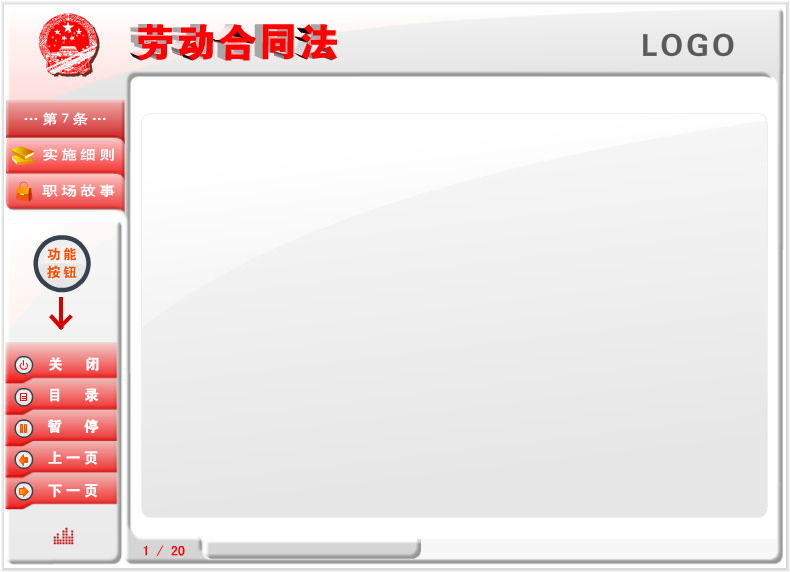 劳动合同法
LOGO
··· 第 7 条 ···
实施细则
职场故事
功能
按钮
关 闭
目 录
暂 停
上一页
下一页
1 / 20